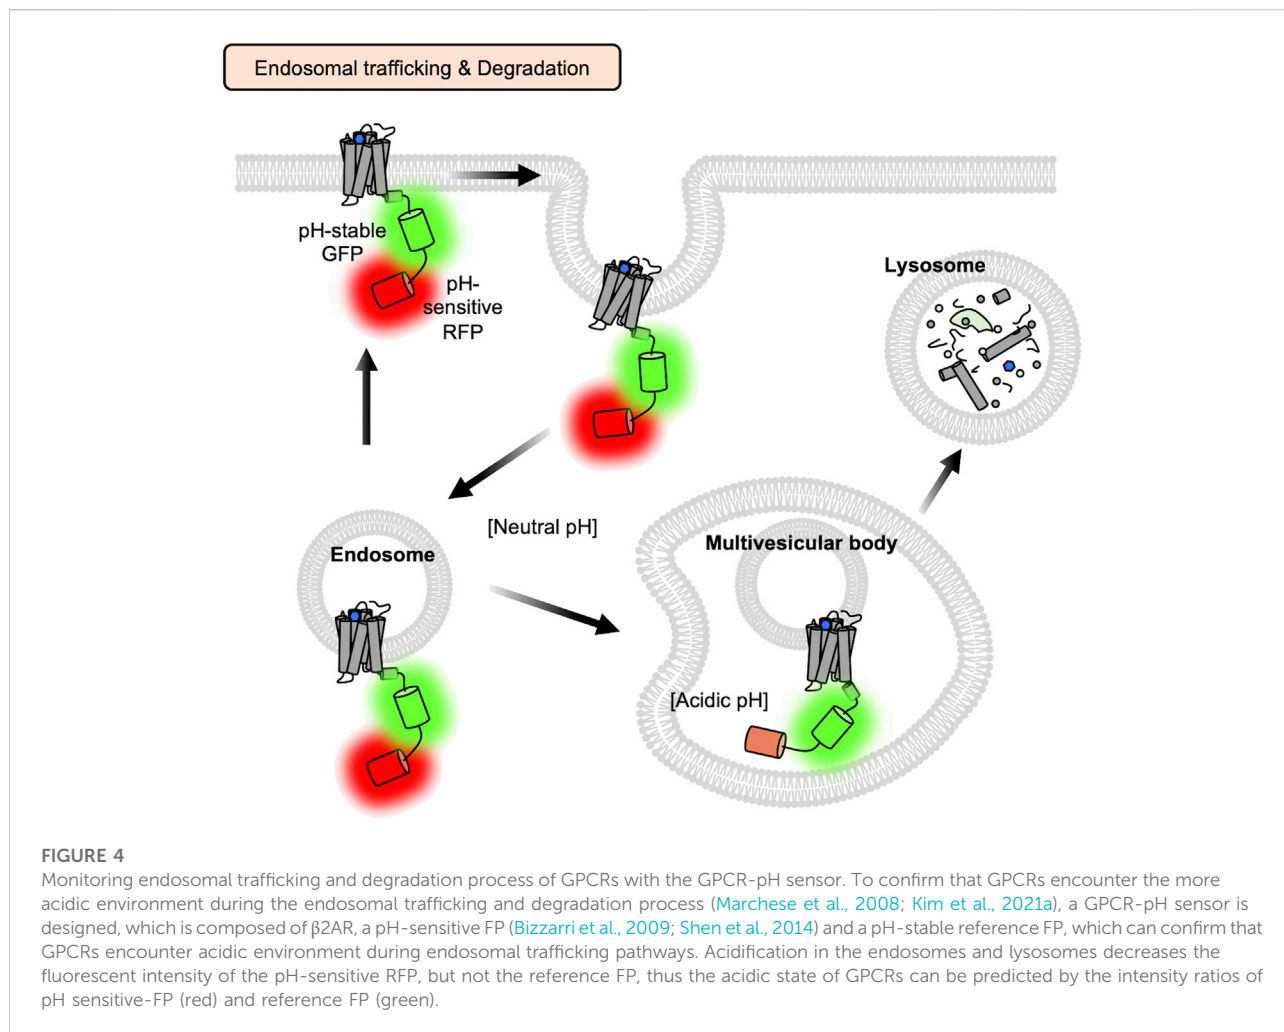 Endosomal trafficking & Degradation
pH-stable
GFP
pH-
sensitive
RFP
Lysosome
[Neutral pH]
Endosome
Multivesicular body
[Acidic pH]
FIGURE 4
Monitoring endosomal trafficking and degradation process of GPCRs with the GPCR-pH sensor. To confirm that GPCRs encounter the more
acidic environment during the endosomal trafficking and degradation process (Marchese et al., 2008; Kim et al., 2021a), a GPCR-pH sensor is
designed, which is composed of β2AR, a pH-sensitive FP (Bizzarri et al., 2009; Shen et al., 2014) and a pH-stable reference FP, which can confirm that
GPCRs encounter acidic environment during endosomal trafficking pathways. Acidification in the endosomes and lysosomes decreases the
fluorescent intensity of the pH-sensitive RFP, but not the reference FP, thus the acidic state of GPCRs can be predicted by the intensity ratios of
pH sensitive-FP (red) and reference FP (green).